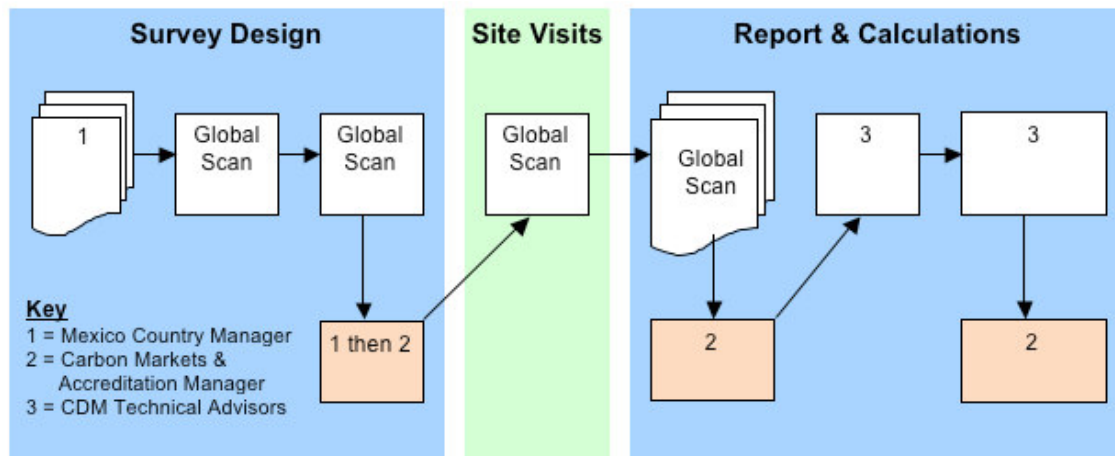 Survey Design
Site Visits
Report & Calculations
1
Global
Scan
Global
Scan
Global
Scan
Global
Scan
3
3
Key
1 = Mexico Country Manager
2 = Carbon Markets &
Accreditation Manager
3 = CDM Technical Advisors
1 then 2
2
2